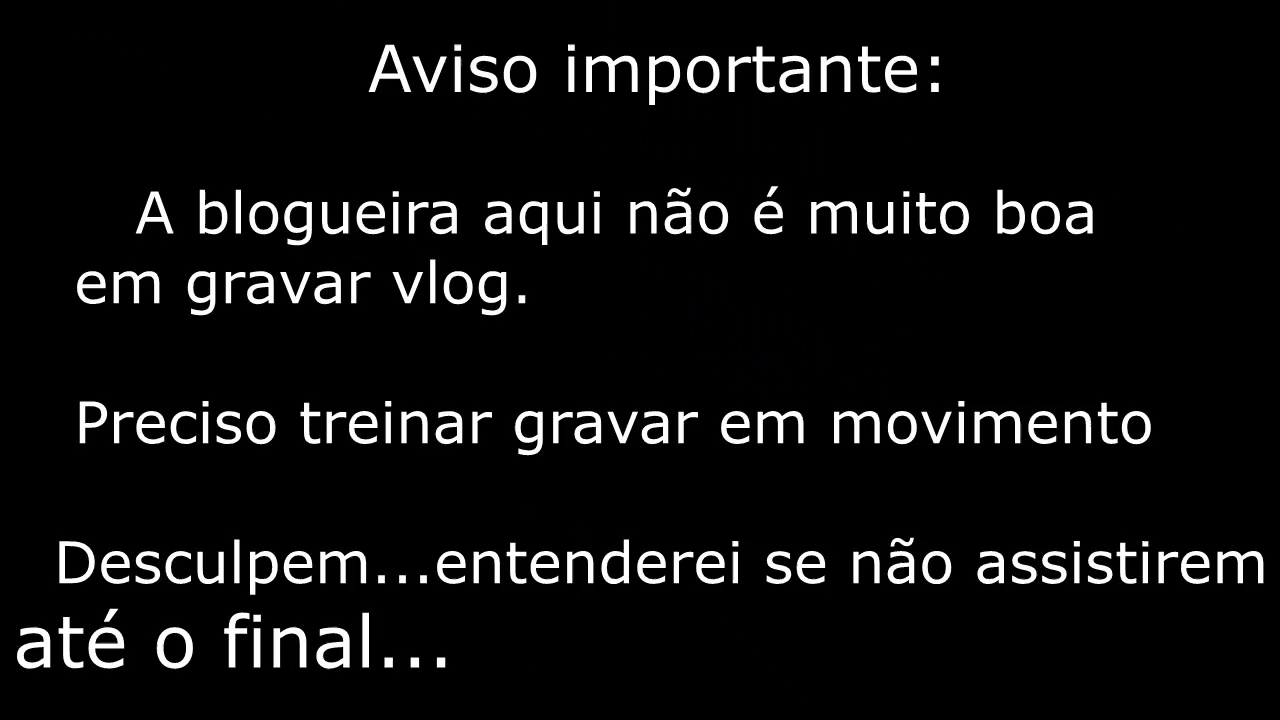 Aviso importante:
A blogueira aqui não é muito boa
em gravar vlog.
Preciso treinar gravar em movimento
Desculpem...entenderei se não assistirem
até o final...